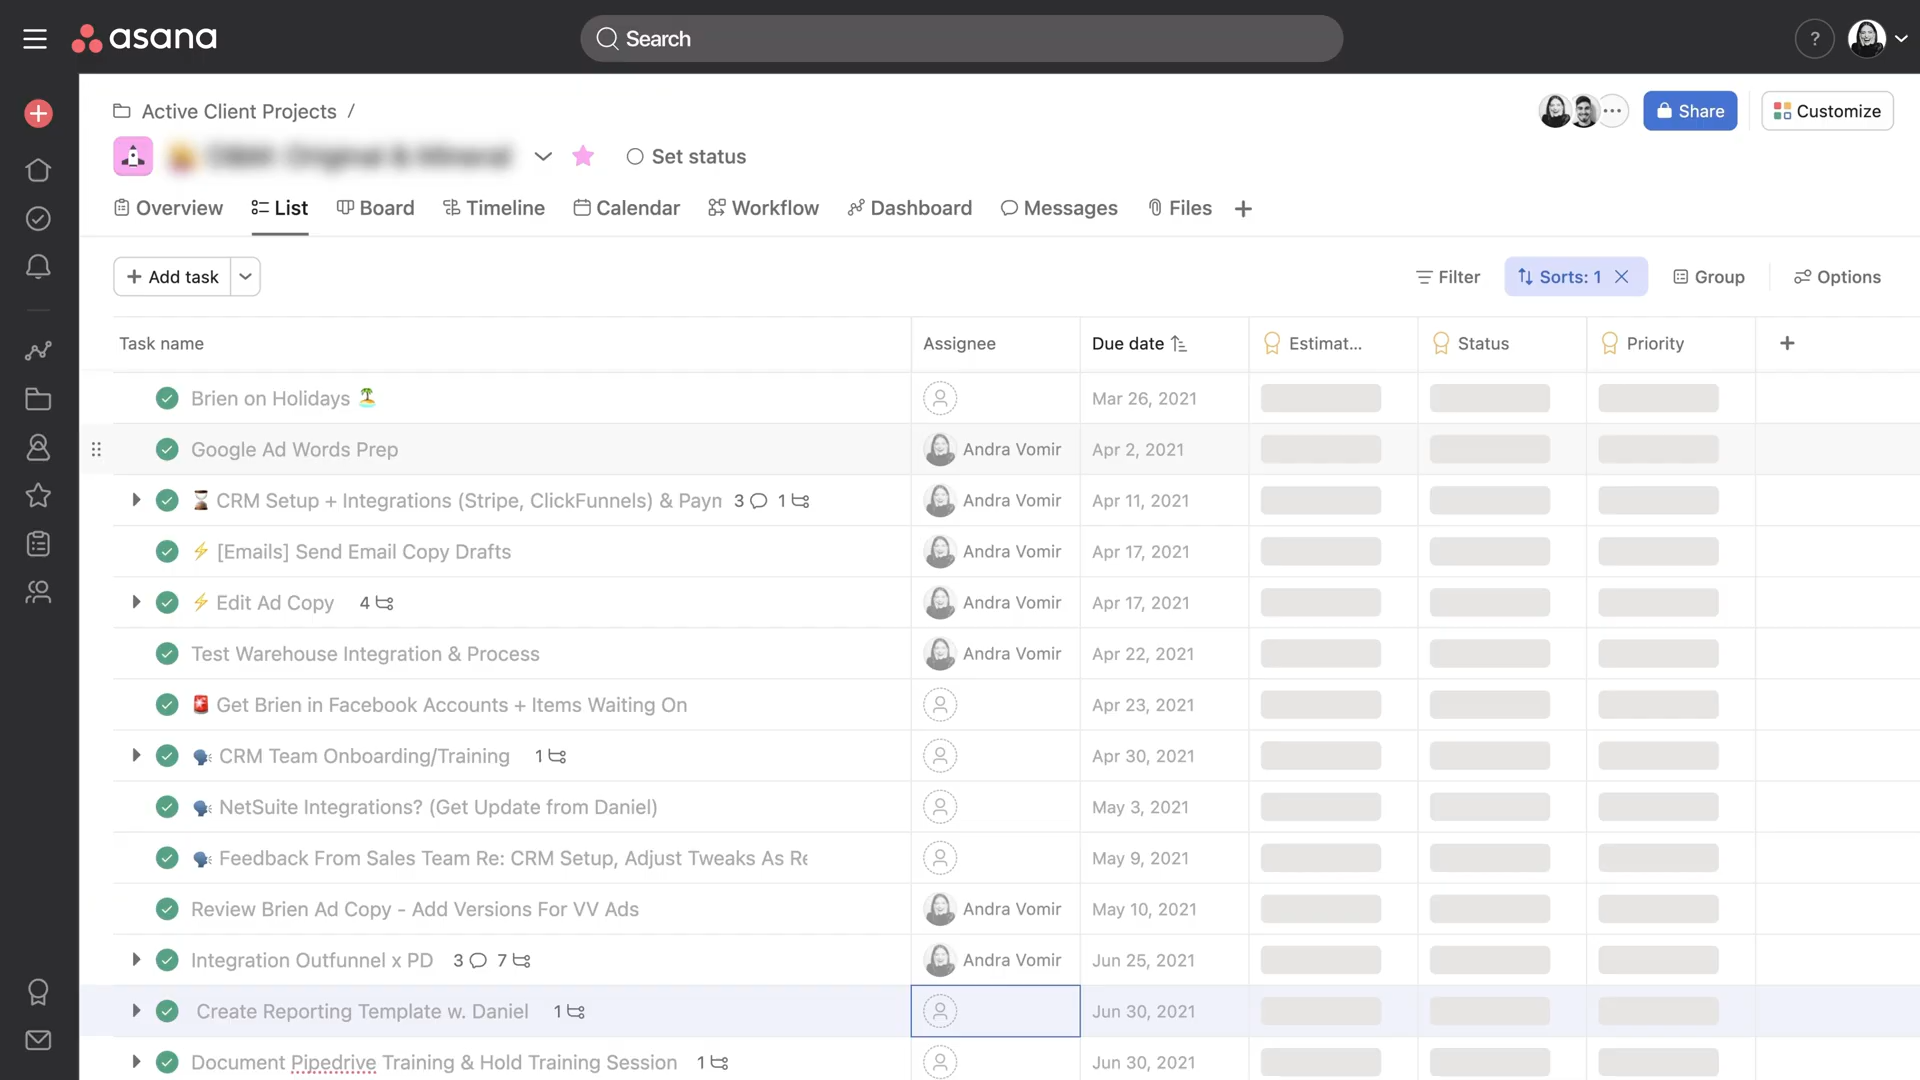 asana
Search
?
Active Client Projects /
Set status
Overview List Board Timeline Calendar Workflow Dashboard Messages Files +
+ Add task
Filter Sorts: 1 Group Options
Share
Customize
Task name Assignee Due date Estimat... Status Priority +
Brien on Holidays Mar 26, 2021
Google Ad Words Prep Andra Vomir Apr 2, 2021
CRM Setup + Integrations (Stripe, ClickFunnels) & Payn 3 1 Andra Vomir Apr 11, 2021
[Emails] Send Email Copy Drafts Andra Vomir Apr 17, 2021
Edit Ad Copy 4 Andra Vomir Apr 17, 2021
Test Warehouse Integration & Process Andra Vomir Apr 22, 2021
Get Brien in Facebook Accounts + Items Waiting On Apr 23, 2021
CRM Team Onboarding/Training 1 Apr 30, 2021
NetSuite Integrations? (Get Update from Daniel) May 3, 2021
Feedback From Sales Team Re: CRM Setup, Adjust Tweaks As Re May 9, 2021
Review Brien Ad Copy - Add Versions For VV Ads Andra Vomir May 10, 2021
Integration Outfunnel x PD 3 7 Andra Vomir Jun 25, 2021
Create Reporting Template w. Daniel 1 Jun 30, 2021
Document Pipedrive Training & Hold Training Session 1 Jun 30, 2021